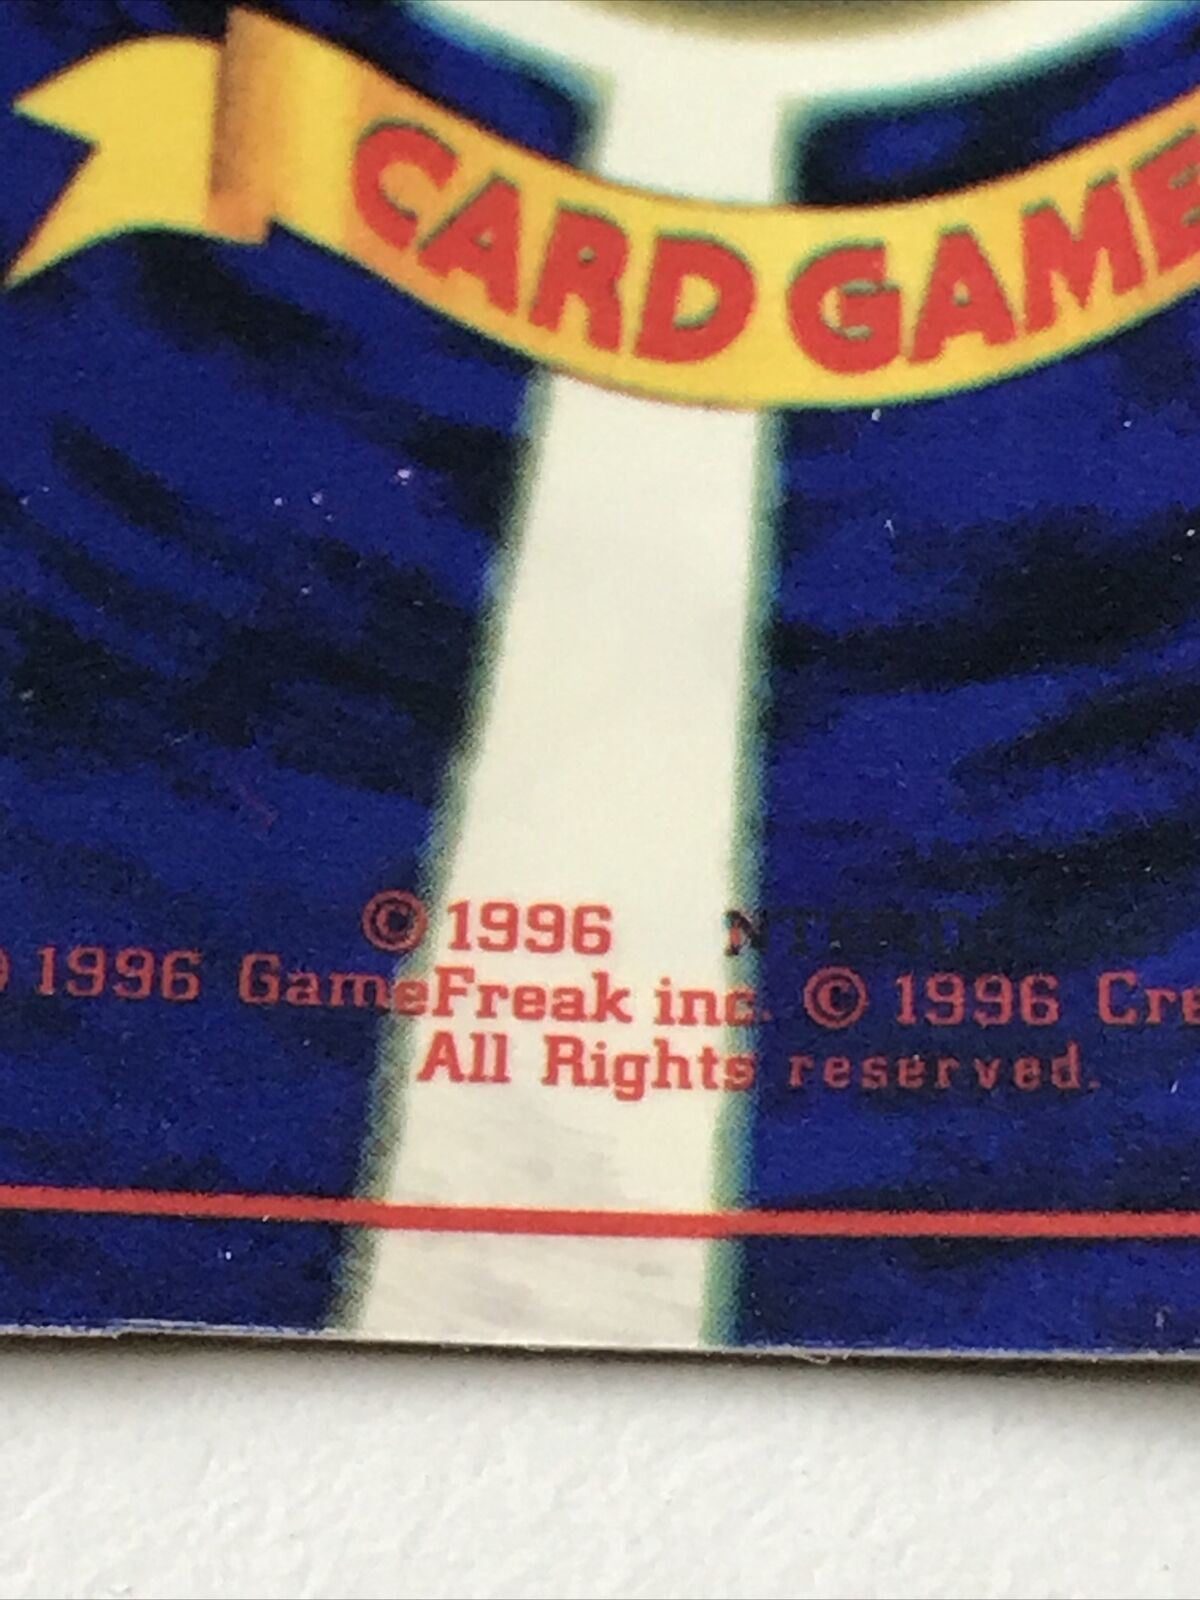 CARD GAME
© 1996
1996 GameFreak inc. © 1996
All Rights reserved.